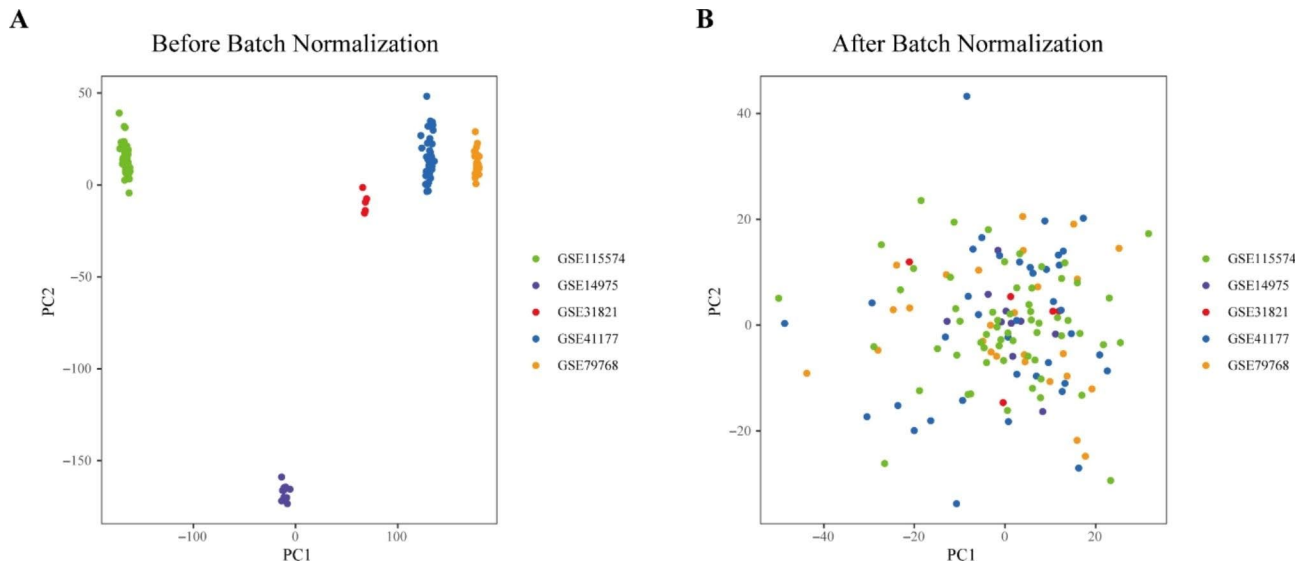 A
Before Batch Normalization
50
0
−50
−100
−150
PC2
−100
0
100
PC1
GSE115574
GSE14975
GSE31821
GSE41177
GSE79768
B
After Batch Normalization
40
20
0
−20
PC2
−40
−20
0
20
PC1
GSE115574
GSE14975
GSE31821
GSE41177
GSE79768